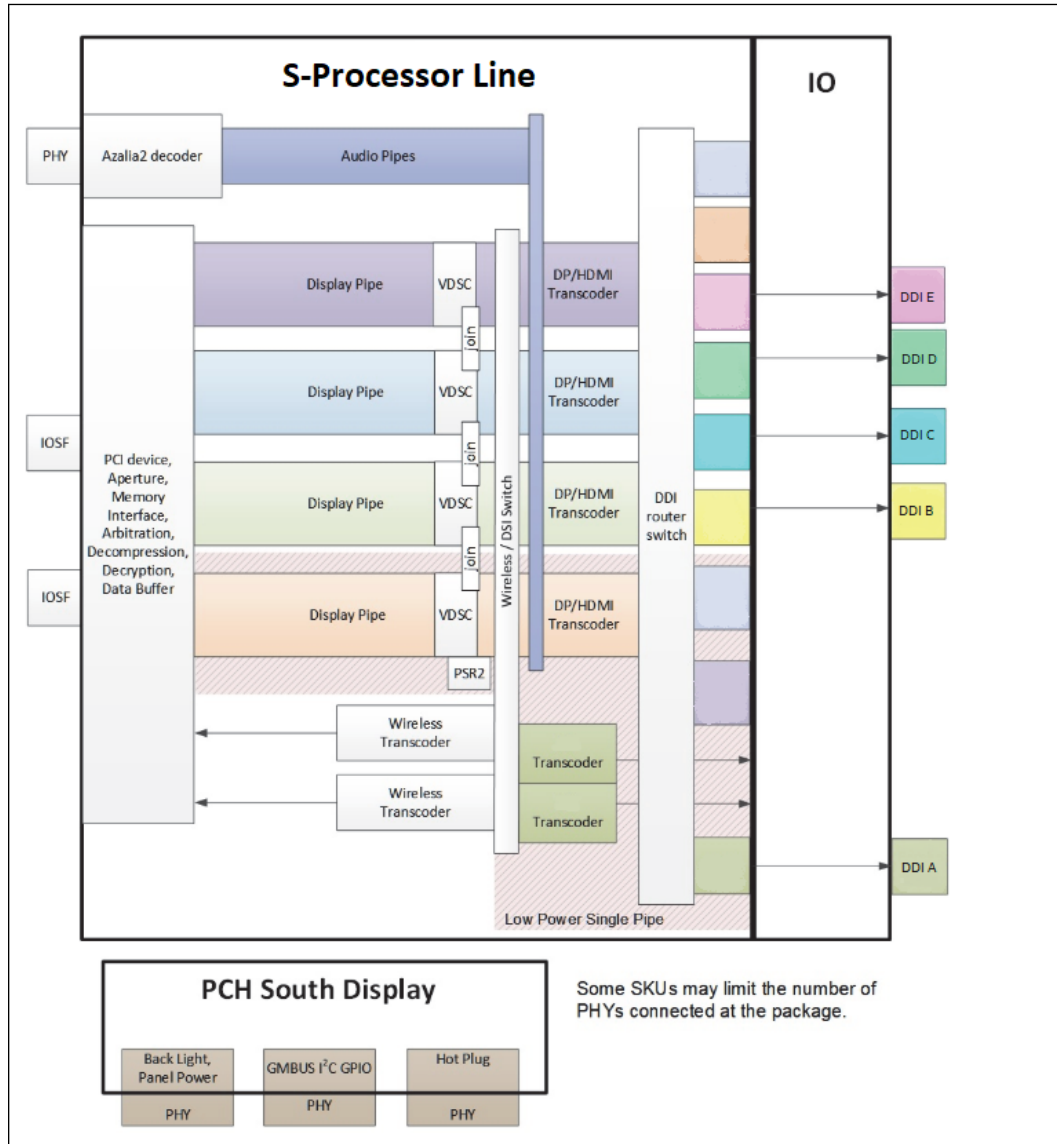 S-Processor Line
IO
PHY
Azalia2 decoder
Audio Pipes
Display Pipe
VDSC
DP/HDMI
Transcoder
DDI E
join
DDI D
Display Pipe
VDSC
DP/HDMI
Transcoder
DDI C
IOSF
join
PCI device,
Aperture,
Memory
Interface,
Arbitration,
Decompression,
Decryption,
Data Buffer
Display Pipe
VDSC
DP/HDMI
Transcoder
Wireless / DSI Switch
DDI
router
switch
DDI B
join
IOSF
Display Pipe
VDSC
DP/HDMI
Transcoder
PSR2
Wireless
Transcoder
Transcoder
Wireless
Transcoder
Transcoder
DDI A
Low Power Single Pipe
PCH South Display
Some SKUs may limit the number of
PHYs connected at the package.
Back Light,
Panel Power
PHY
GMBUS I²C GPIO
PHY
Hot Plug
PHY